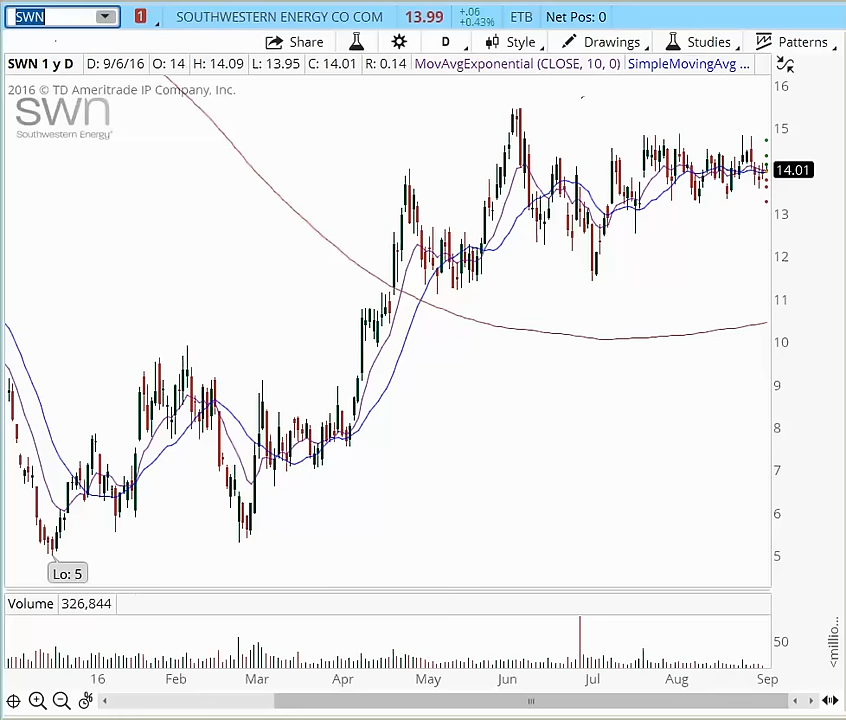 SWN 1 SOUTHWESTERN ENERGY CO COM 13.99 +.06 +0.43% ETB Net Pos: 0
Share D Style Drawings Studies Patterns
SWN 1 y D D: 9/6/16 O: 14 H: 14.09 L: 13.95 C: 14.01 R: 0.14 MovAvgExponential (CLOSE, 10, 0) SimpleMovingAvg ...
2016 © TD Ameritrade IP Company, Inc.
swn
Southwestern Energy
16
15
14.01
13
12
11
10
9
8
7
6
5
Lo: 5
Volume 326,844
50
<millio...
16 Feb Mar Apr May Jun Jul Aug Sep
%